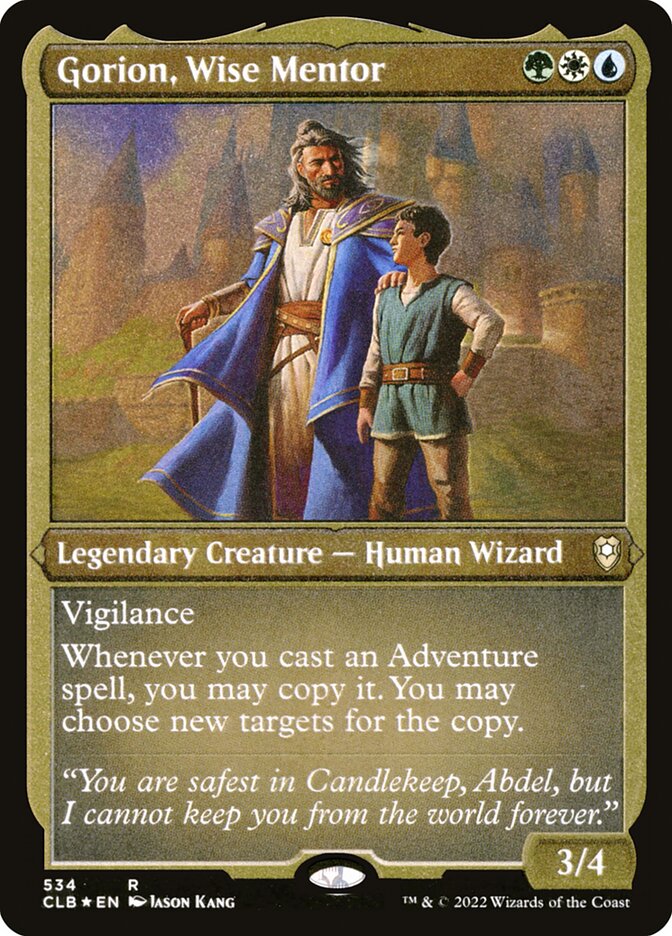 Gorion, Wise Mentor
Legendary Creature — Human Wizard
Vigilance
Whenever you cast an Adventure
spell, you may copy it. You may
choose new targets for the copy.
“You are safest in Candlekeep, Abdel, but
I cannot keep you from the world forever.”
3/4
534 R
CLB★EN Jason Kang
™ & © 2022 Wizards of the Coast